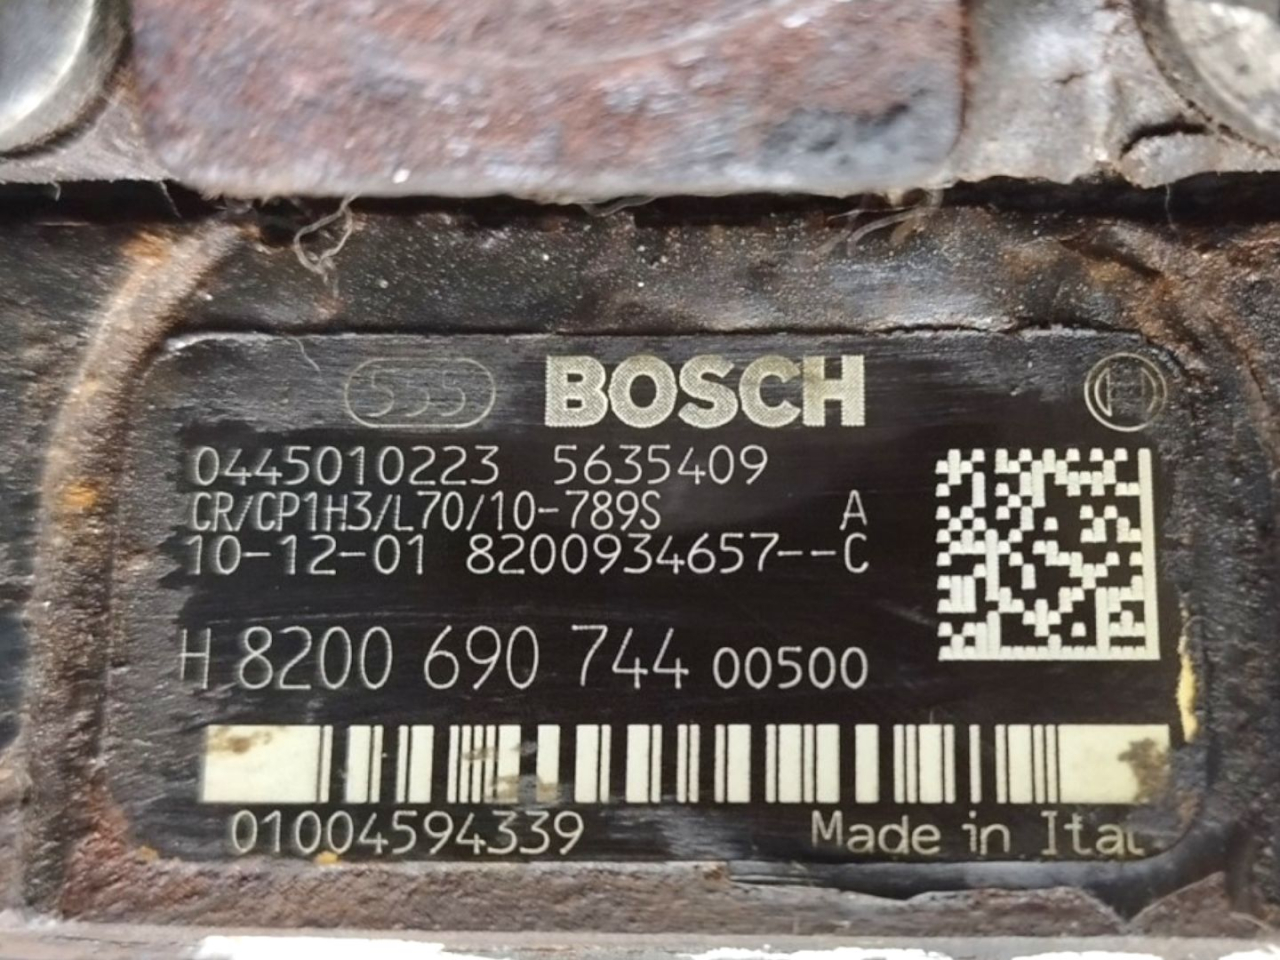 555 BOSCH H
0445010223 5635409
CR/CP1H3/L70/10-789S A
10-12-01 8200934657--C
H 8200 690 744 00500
01004594339 Made in Ital